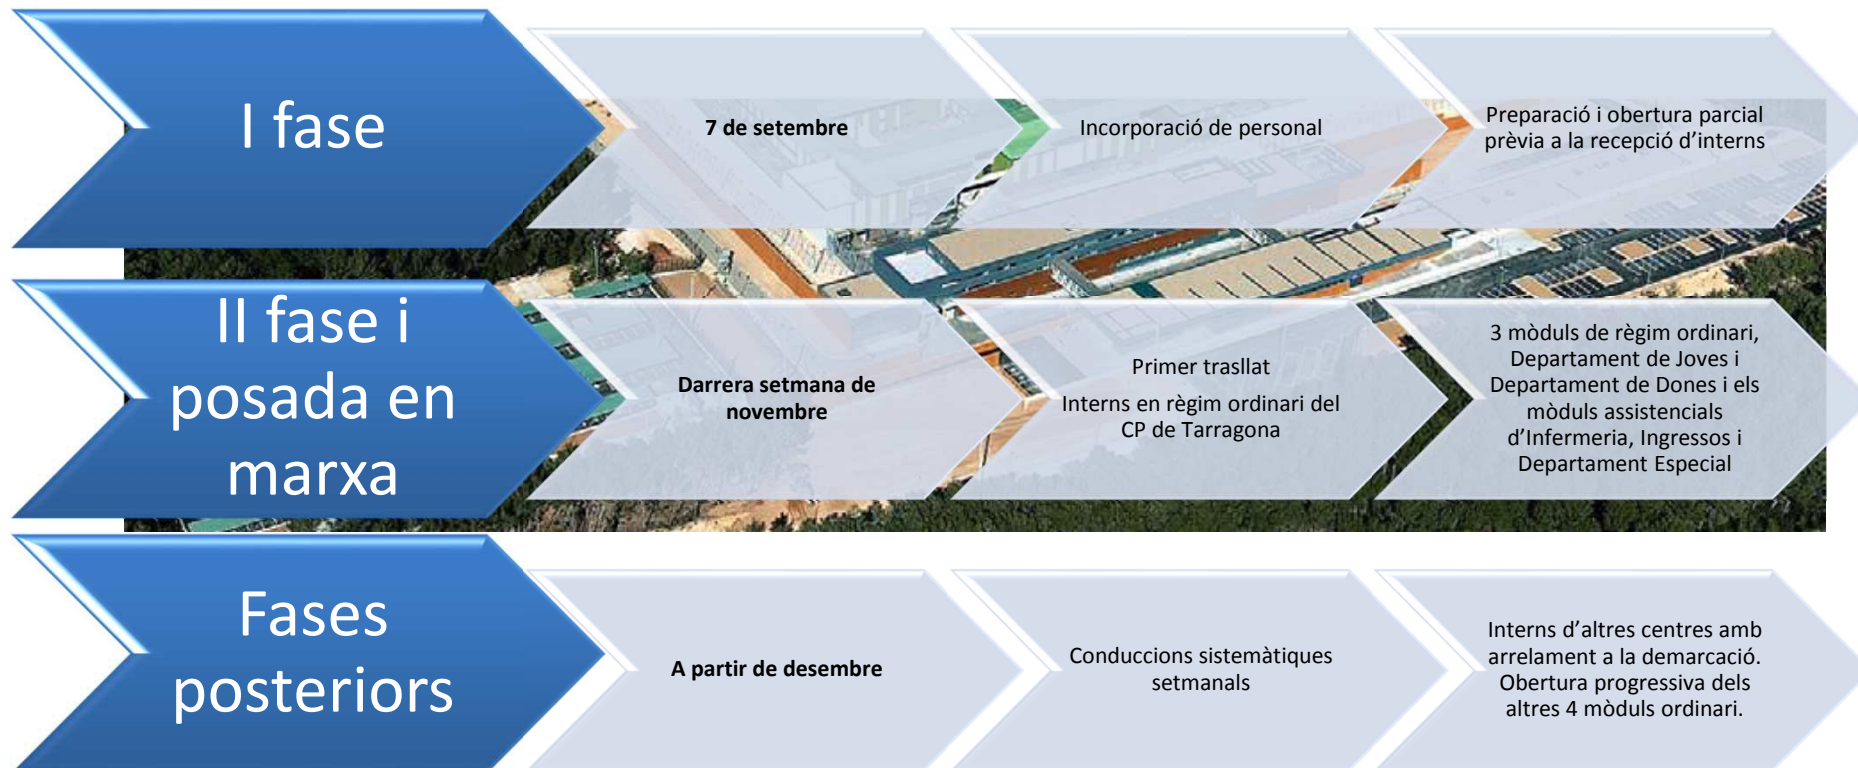 I fase
7 de setembre
Incorporació de personal
Preparació i obertura parcial
prèvia a la recepció d’interns
II fase i
posada en
marxa
Darrera setmana de
novembre
Primer trasllat
Interns en règim ordinari del
CP de Tarragona
3 mòduls de règim ordinari,
Departament de Joves i
Departament de Dones i els
mòduls assistencials
d’Infermeria, Ingressos i
Departament Especial
Fases
posteriors
A partir de desembre
Conduccions sistemàtiques
setmanals
Interns d’altres centres amb
arrelament a la demarcació.
Obertura progressiva dels
altres 4 mòduls ordinari.